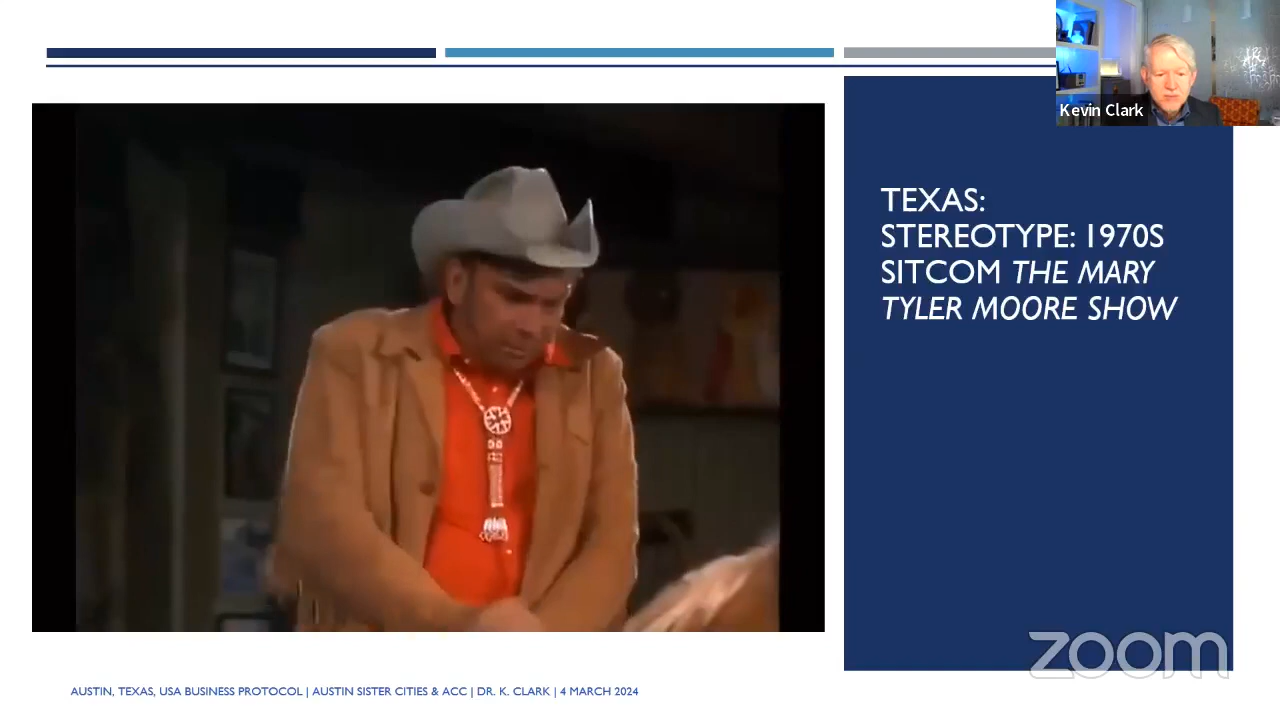 Kevin Clark
TEXAS:
STEREOTYPE: 1970S
SITCOM THE MARY
TYLER MOORE SHOW
zoom
AUSTIN, TEXAS, USA BUSINESS PROTOCOL | AUSTIN SISTER CITIES & ACC | DR. K. CLARK | 4 MARCH 2024